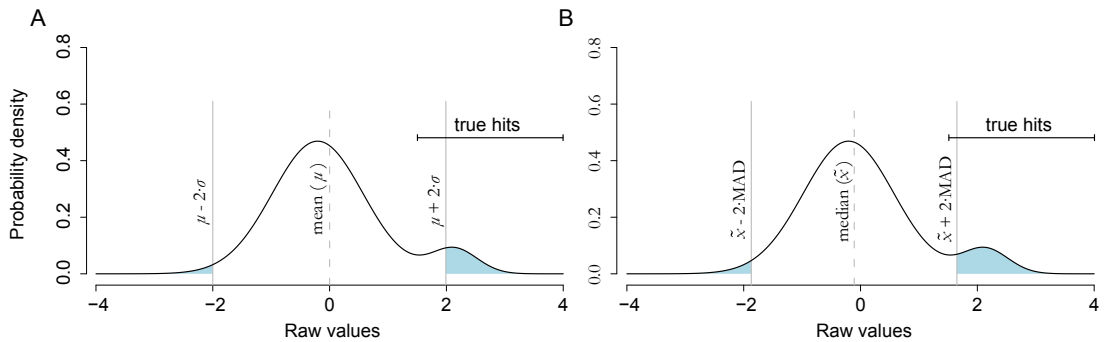 A
Probability density
0.0
0.2
0.4
0.6
0.8
μ - 2·σ
mean ( μ )
μ + 2·σ
true hits
−4
−2
0
2
4
Raw values
B
0.0
0.2
0.4
0.6
0.8
x̃ - 2·MAD
median (x̃)
x̃ + 2·MAD
true hits
−4
−2
0
2
4
Raw values